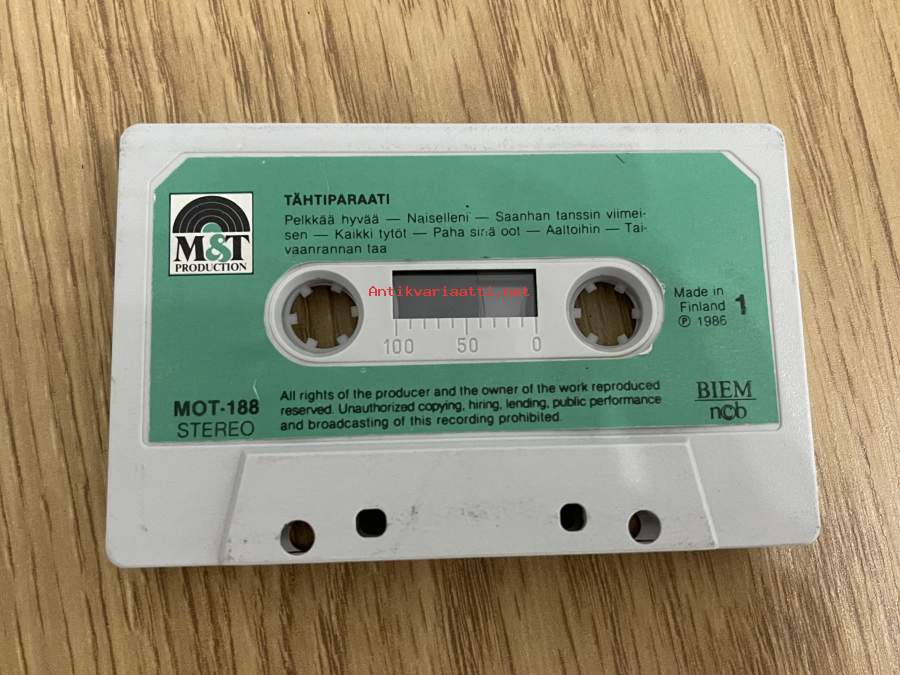 TÄHTIPARAATI
Pelkkää hyvää — Naiselleni — Saanhan tanssin viimei-
sen — Kaikki tytöt — Paha sinä oot — Aaltoihin — Tai-
vaanrannan taa
M&T
PRODUCTION
Antikvariaatti.net
100 50 0
Made in
Finland
℗ 1986
1
MOT-188
STEREO
All rights of the producer and the owner of the work reproduced
reserved. Unauthorized copying, hiring, lending, public performance
and broadcasting of this recording prohibited.
BIEM
ncb